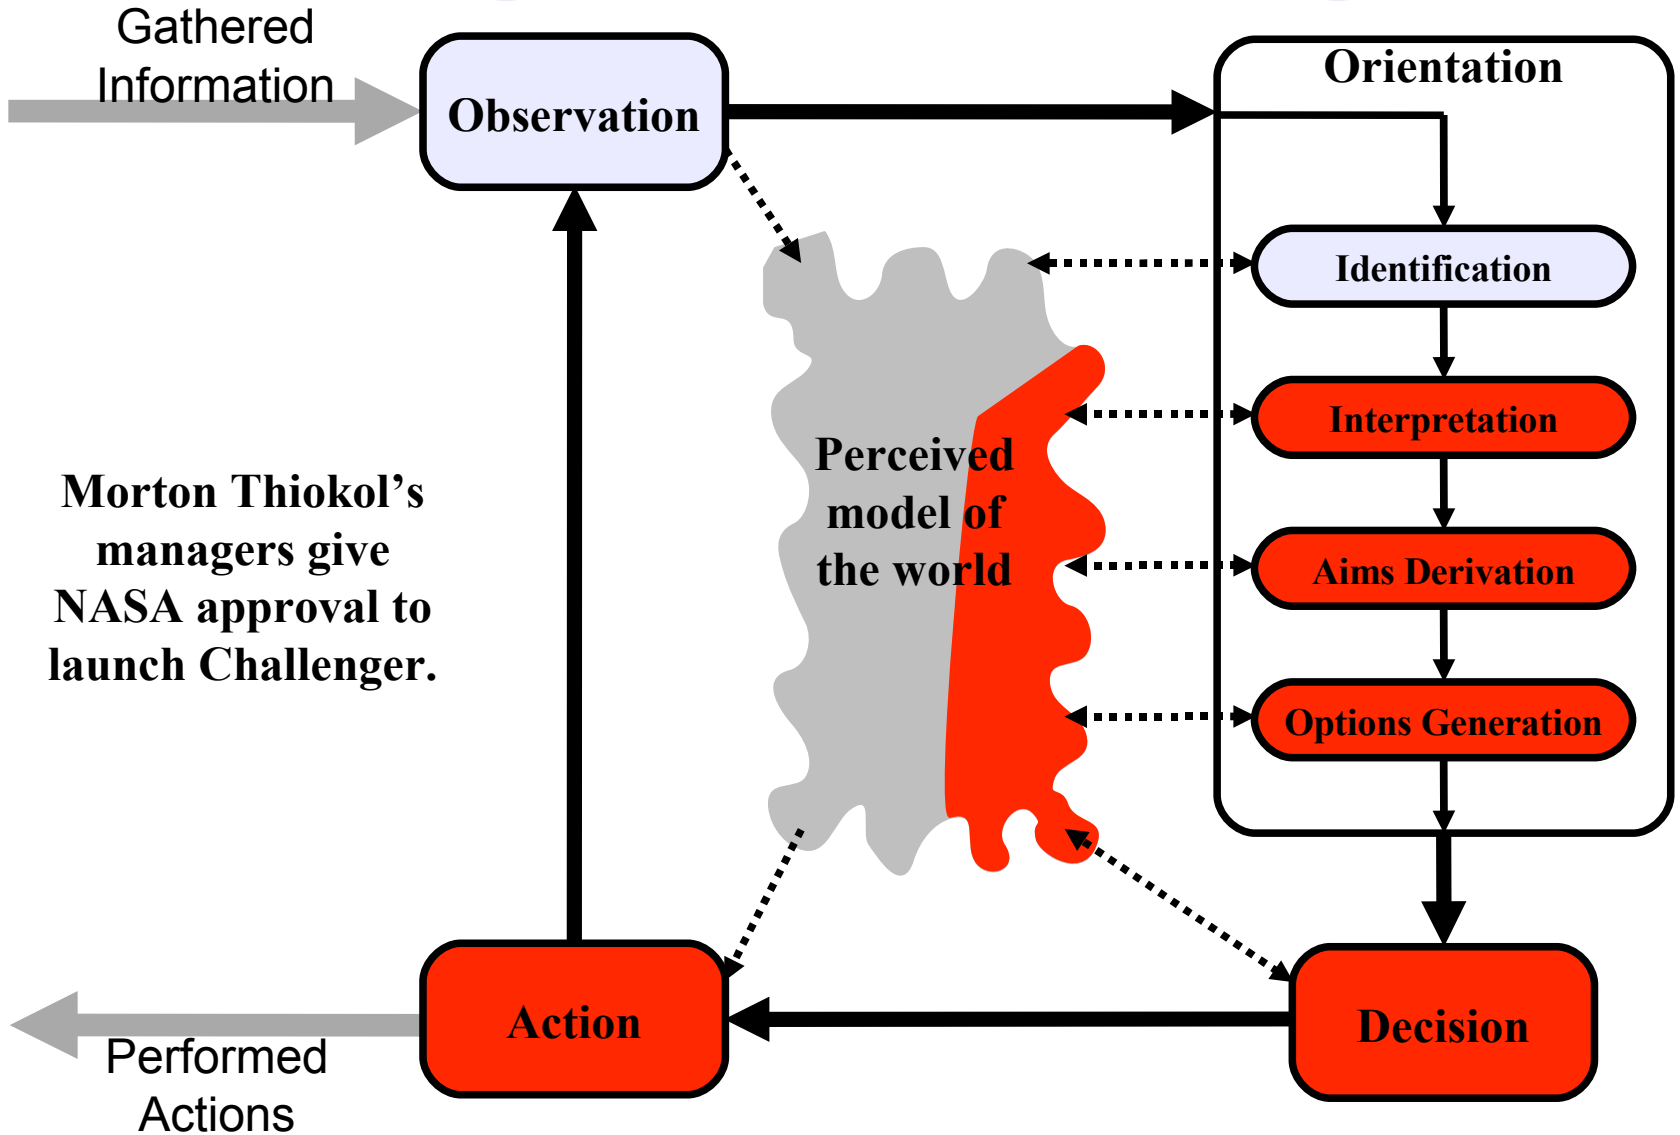 Gathered
Information
Observation
Orientation
Identification
Interpretation
Aims Derivation
Options Generation
Perceived
model of
the world
Morton Thiokol’s
managers give
NASA approval to
launch Challenger.
Action
Decision
Performed
Actions